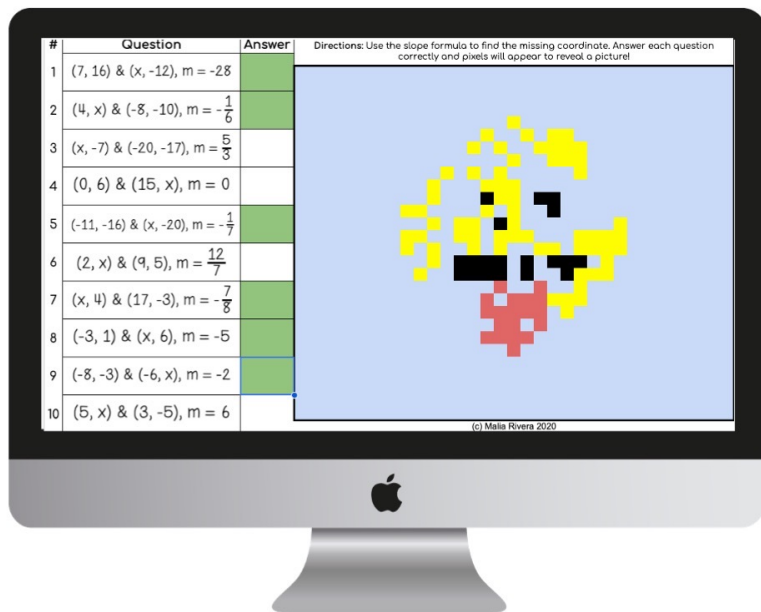 # Question Answer
Directions: Use the slope formula to find the missing coordinate. Answer each question
correctly and pixels will appear to reveal a picture!
1 (7, 16) & (x, -12), m = -28
2 (4, x) & (-8, -10), m = -1/6
3 (x, -7) & (-20, -17), m = 5/3
4 (0, 6) & (15, x), m = 0
5 (-11, -16) & (x, -20), m = -1/7
6 (2, x) & (9, 5), m = 12/7
7 (x, 4) & (17, -3), m = -7/8
8 (-3, 1) & (x, 6), m = -5
9 (-8, -3) & (-6, x), m = -2
10 (5, x) & (3, -5), m = 6
(c) Malia Rivera 2020